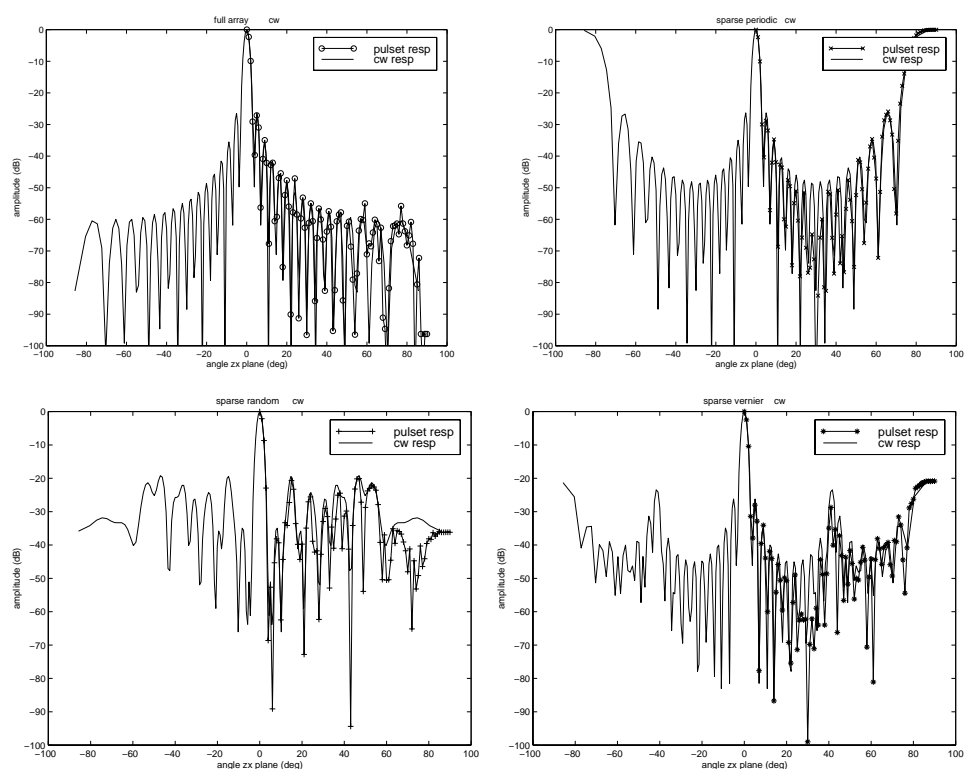 full array cw
0
−10
−20
−30
−40
−50
−60
−70
−80
−90
−100
amplitude (dB)
pulset resp
cw resp
−100 −80 −60 −40 −20 0 20 40 60 80 100
angle zx plane (deg)
sparse periodic cw
0
−10
−20
−30
−40
−50
−60
−70
−80
−90
−100
amplitude (dB)
pulset resp
cw resp
−100 −80 −60 −40 −20 0 20 40 60 80 100
angle zx plane (deg)
sparse random cw
0
−10
−20
−30
−40
−50
−60
−70
−80
−90
−100
amplitude (dB)
pulset resp
cw resp
−100 −80 −60 −40 −20 0 20 40 60 80 100
angle zx plane (deg)
sparse vernier cw
0
−10
−20
−30
−40
−50
−60
−70
−80
−90
−100
amplitude (dB)
pulset resp
cw resp
−100 −80 −60 −40 −20 0 20 40 60 80 100
angle zx plane (deg)